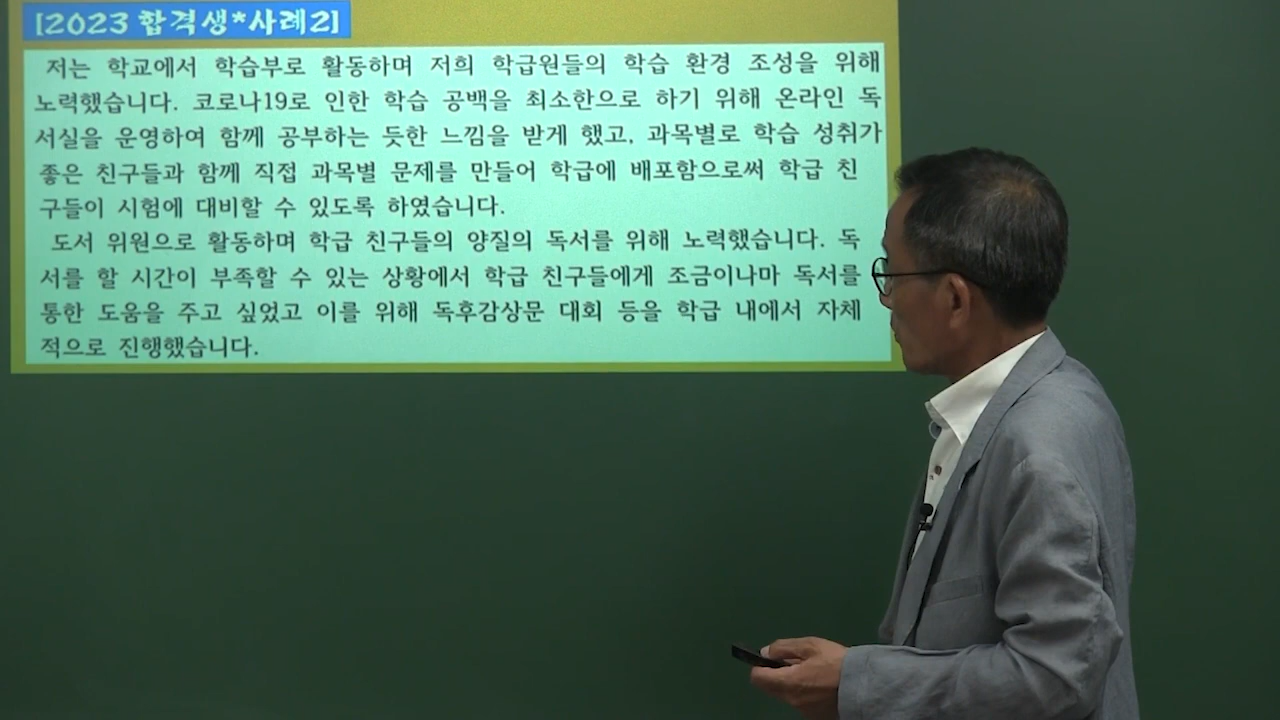 [2023 합격생*사례2]
저는 학교에서 학습부로 활동하며 저희 학급원들의 학습 환경 조성을 위해
노력했습니다. 코로나19로 인한 학습 공백을 최소한으로 하기 위해 온라인 독
서실을 운영하여 함께 공부하는 듯한 느낌을 받게 했고, 과목별로 학습 성취가
좋은 친구들과 함께 직접 과목별 문제를 만들어 학급에 배포함으로써 학급 친
구들이 시험에 대비할 수 있도록 하였습니다.
도서 위원으로 활동하며 학급 친구들의 양질의 독서를 위해 노력했습니다. 독
서를 할 시간이 부족할 수 있는 상황에서 학급 친구들에게 조금이나마 독서를
통한 도움을 주고 싶었고 이를 위해 독후감상문 대회 등을 학급 내에서 자체
적으로 진행했습니다.